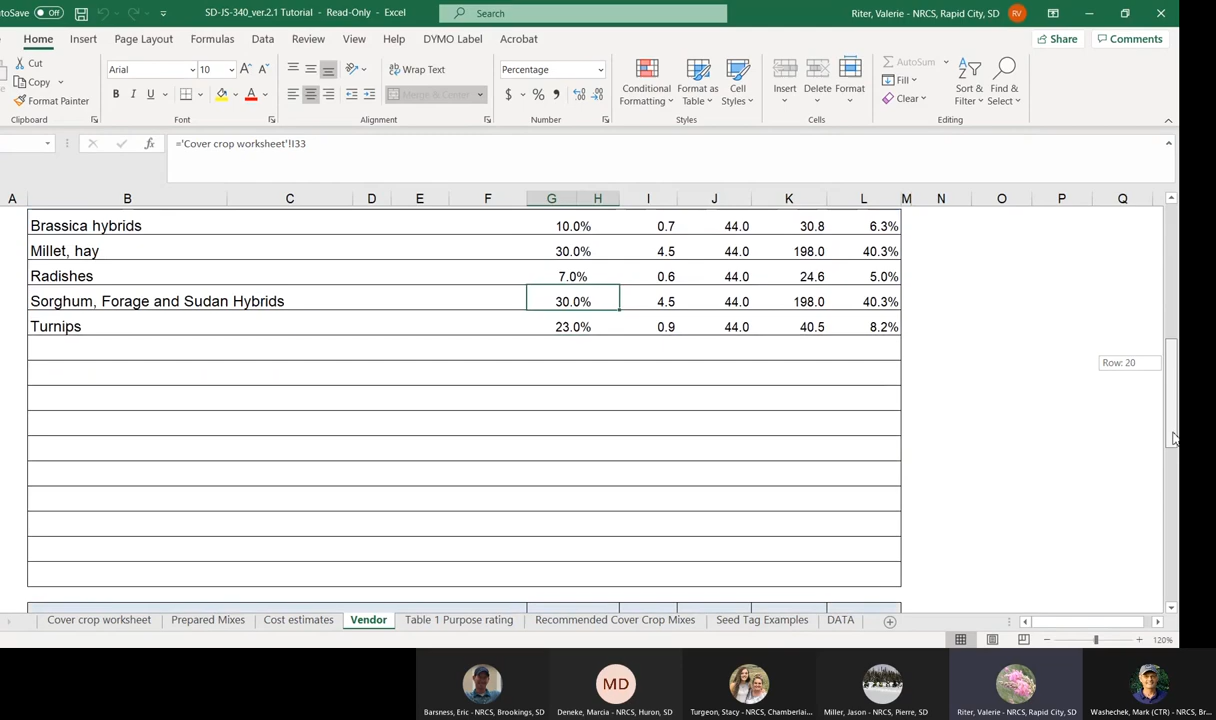 AutoSave Off SD-JS-340_ver.2.1 Tutorial - Read-Only - Excel Search Riter, Valerie - NRCS, Rapid City, SD RV
Home Insert Page Layout Formulas Data Review View Help DYMO Label Acrobat Share Comments
Cut
Copy
Format Painter
Clipboard
Arial 10
B I U
Font
Wrap Text
Merge & Center
Alignment
Percentage
$ % ,
Number
Conditional Formatting
Format as Table
Cell Styles
Styles
Insert Delete Format
Cells
AutoSum
Fill
Clear
Sort & Filter
Find & Select
Editing
fx ='Cover crop worksheet'!I33
A B C D E F G H I J K L M N O P Q
Brassica hybrids 10.0% 0.7 44.0 30.8 6.3%
Millet, hay 30.0% 4.5 44.0 198.0 40.3%
Radishes 7.0% 0.6 44.0 24.6 5.0%
Sorghum, Forage and Sudan Hybrids 30.0% 4.5 44.0 198.0 40.3%
Turnips 23.0% 0.9 44.0 40.5 8.2%
Row: 20
Cover crop worksheet Prepared Mixes Cost estimates Vendor Table 1 Purpose rating Recommended Cover Crop Mixes Seed Tag Examples DATA
120%
MD
Barsness, Eric - NRCS, Brookings, SD Deneke, Marcia - NRCS, Huron, SD Turgeon, Stacy - NRCS, Chamberlai... Miller, Jason - NRCS, Pierre, SD Riter, Valerie - NRCS, Rapid City, SD Washechek, Mark (CTR) - NRCS, Br...